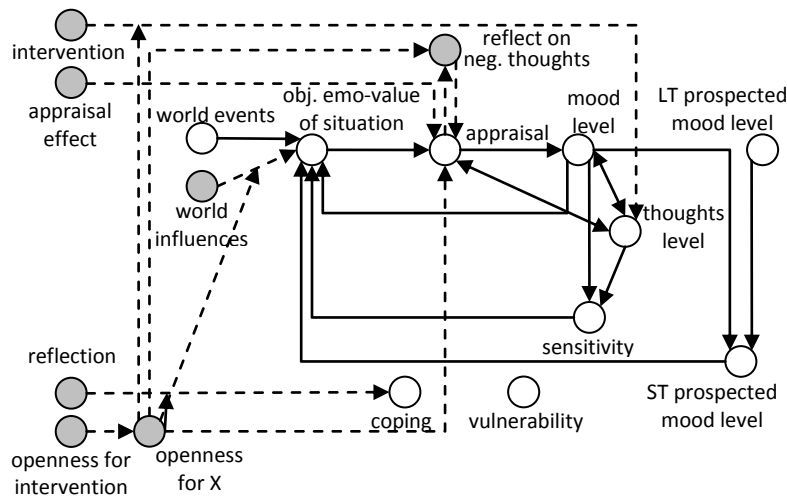 intervention
appraisal
effect
world events
world
influences
obj. emo-value
of situation
reflect on
neg. thoughts
appraisal
mood
level
LT prospected
mood level
thoughts
level
sensitivity
ST prospected
mood level
reflection
coping
vulnerability
openness for
intervention
openness
for X